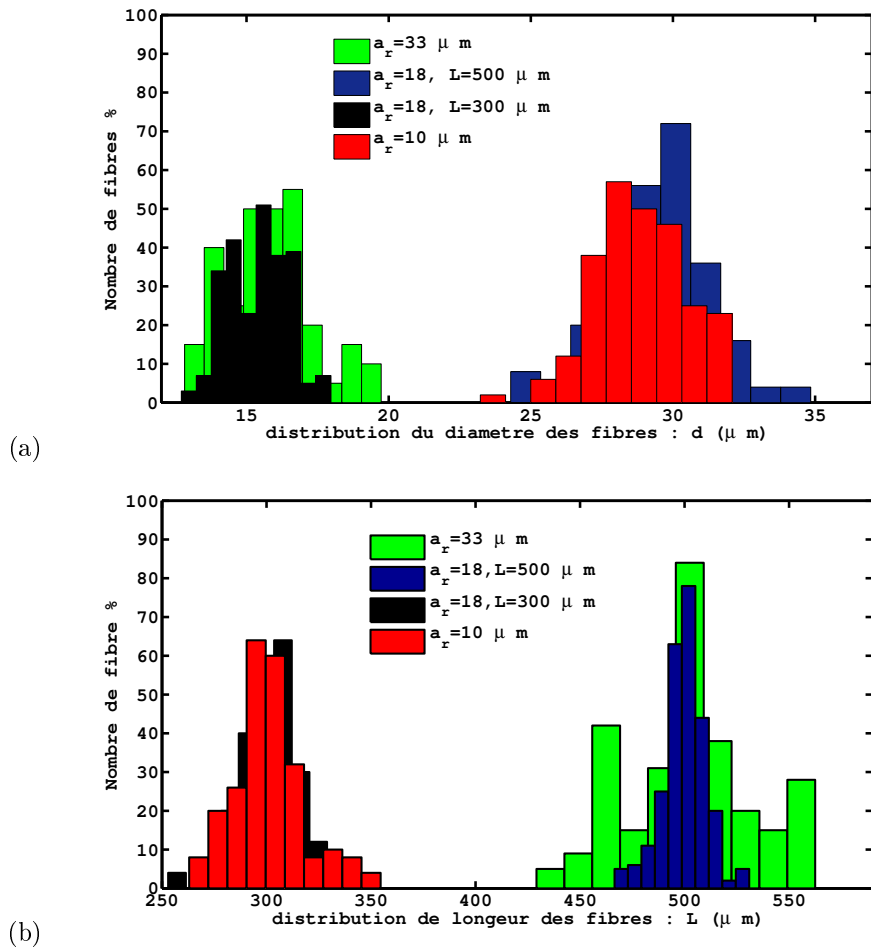 100
90
80
70
60
50
40
30
20
10
0
Nombre de fibres %
a_r=33 μ m
a_r=18, L=500 μ m
a_r=18, L=300 μ m
a_r=10 μ m
15 20 25 30 35
distribution du diametre des fibres : d (μ m)
(a)
100
90
80
70
60
50
40
30
20
10
0
Nombre de fibre %
a_r=33 μ m
a_r=18,L=500 μ m
a_r=18,L=300 μ m
a_r=10 μ m
250 300 350 400 450 500 550
distribution de longeur des fibres : L (μ m)
(b)